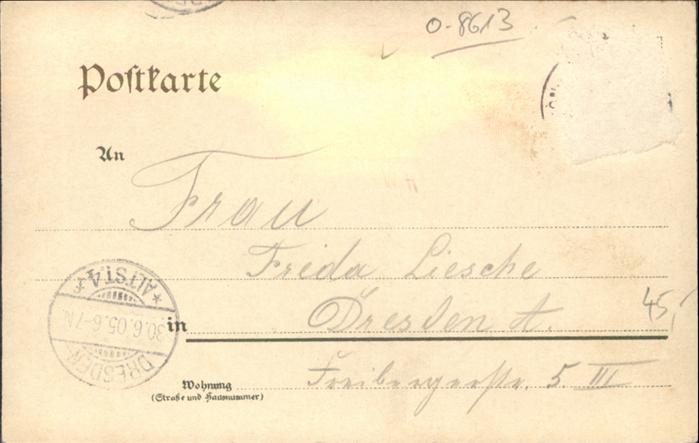 0-8613
Postkarte
An
Frau
Frieda Liesche
45,-
in Dresden A.
Wohnung
(Straße und Hausnummer)
Freibergerstr. 5. III
DRESDEN ALTST. 4
30.6.05.6-7N.